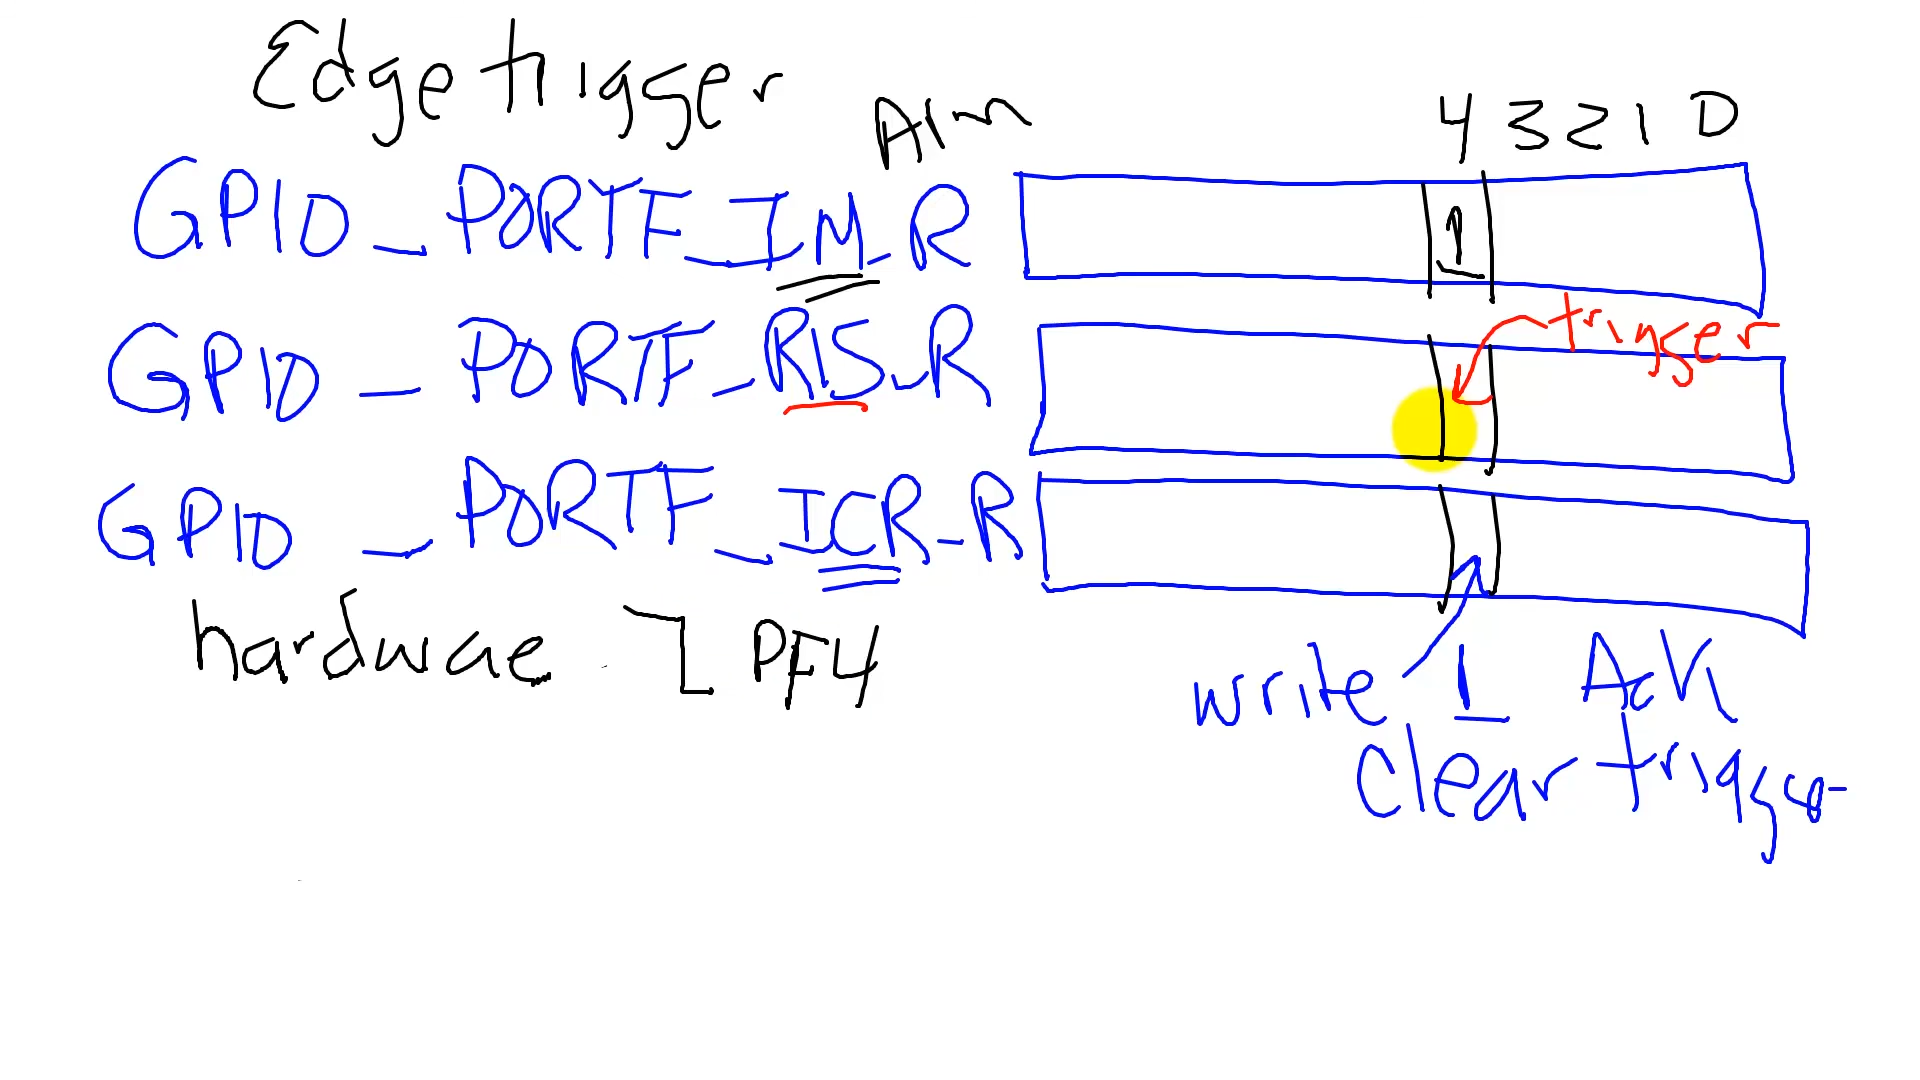 Edge trigger
Arm
4 3 2 1 0
GPIO_PORTF_IM_R 1
trigger
GPIO_PORTF_RIS_R
GPIO_PORTF_ICR_R
hardwae PF4
write 1 Ack
clear trigger